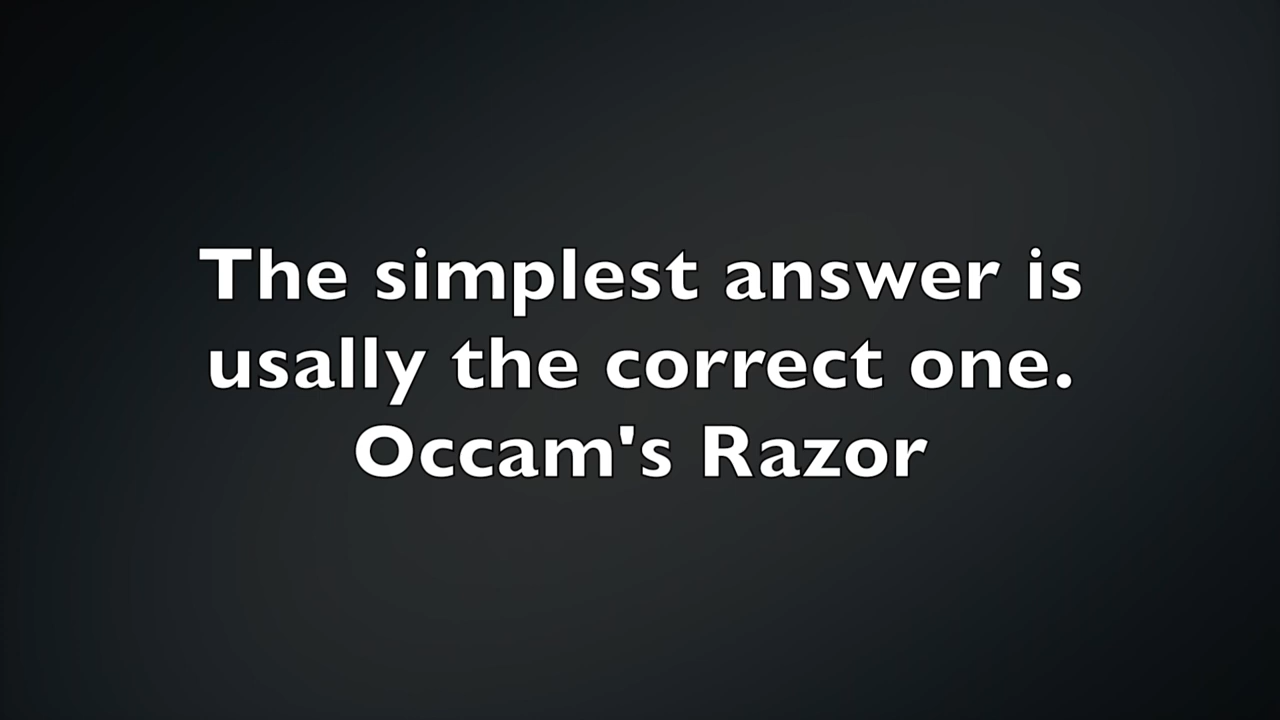 The simplest answer is
usally the correct one.
Occam's Razor